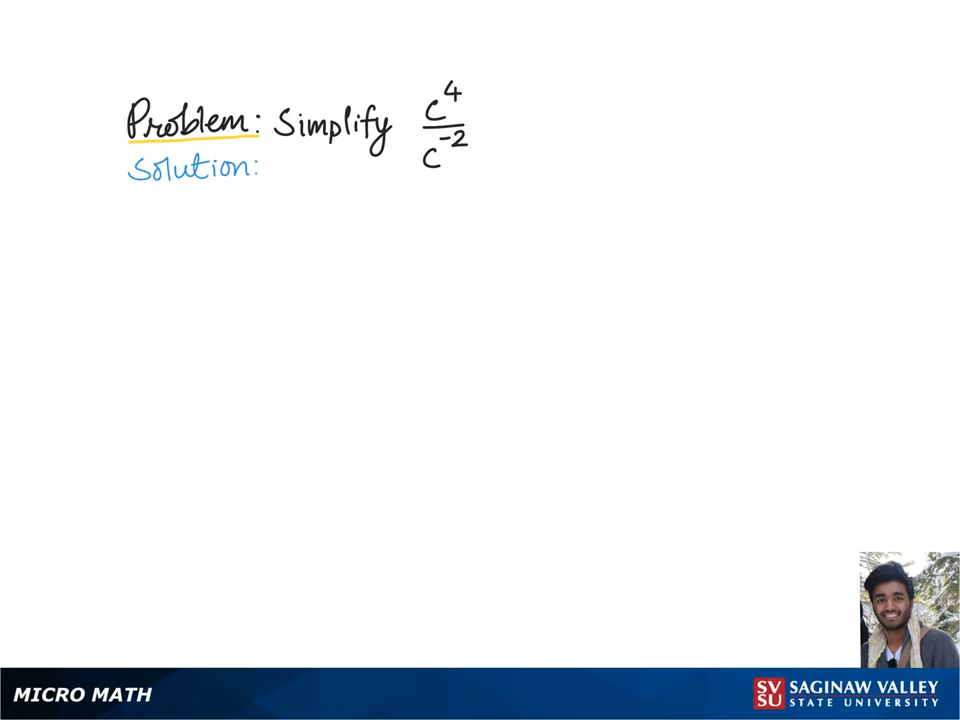 Problem: Simplify c^4/c^-2
Solution:
MICRO MATH
SV SU SAGINAW VALLEY
STATE UNIVERSITY